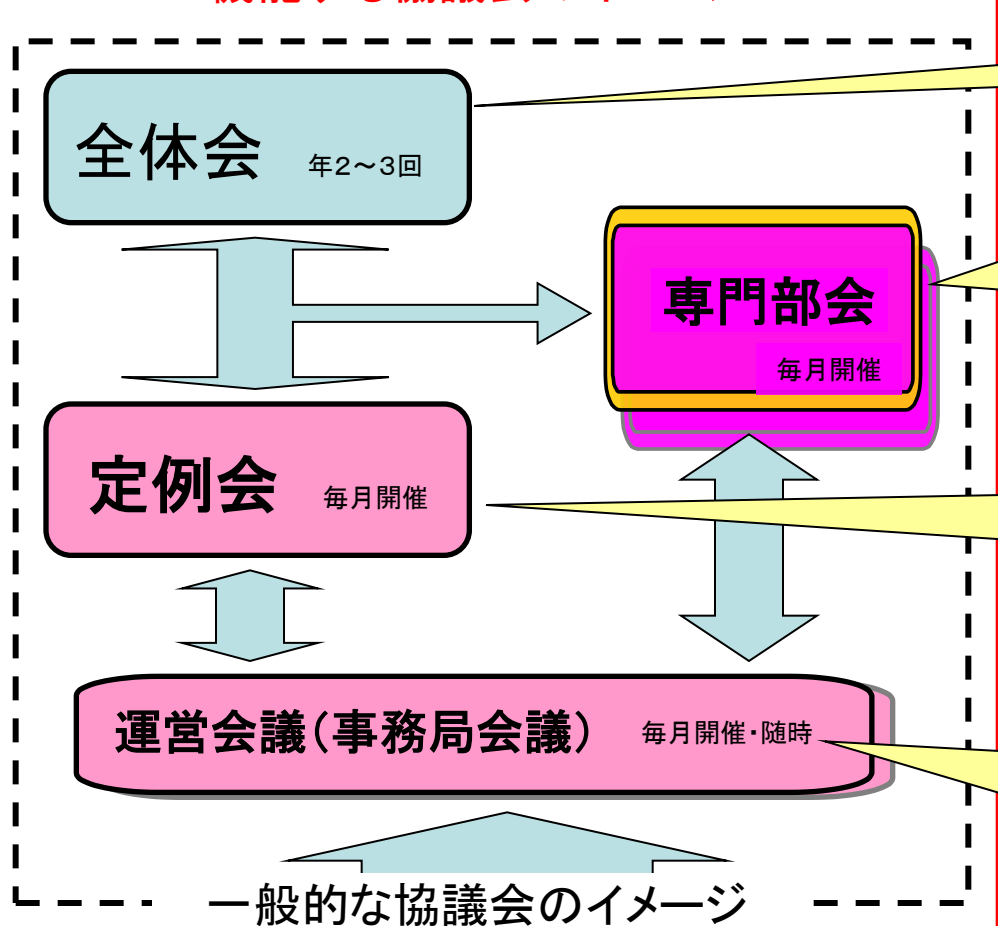 全体会 年2～3回
専門部会
毎月開催
定例会 毎月開催
運営会議(事務局会議) 毎月開催・随時
一般的な協議会のイメージ